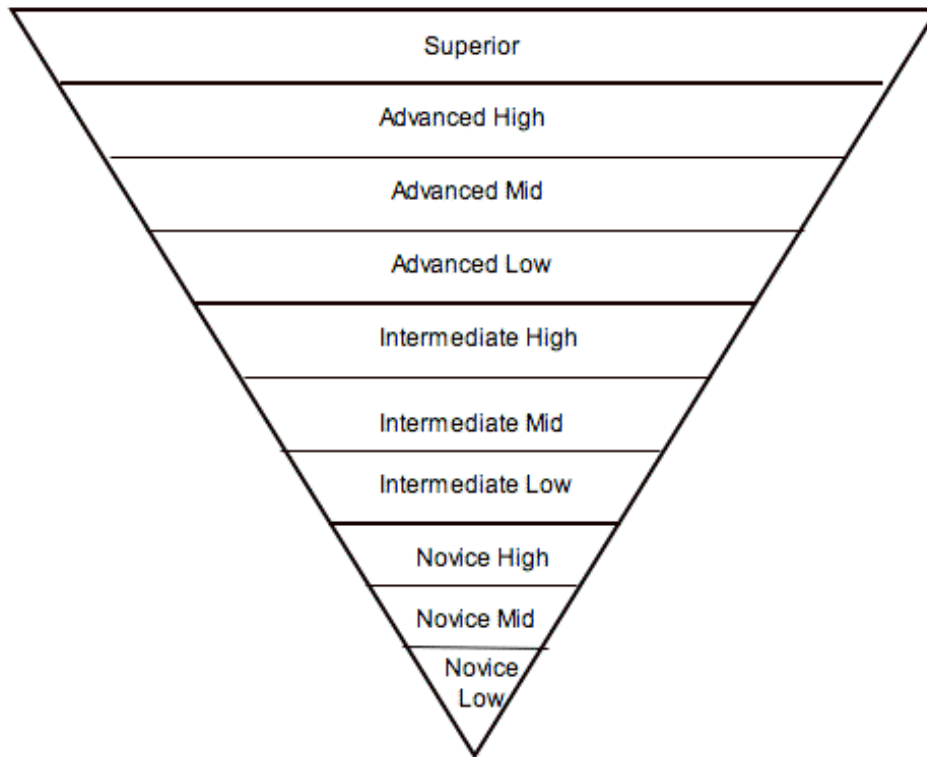 Superior
Advanced High
Advanced Mid
Advanced Low
Intermediate High
Intermediate Mid
Intermediate Low
Novice High
Novice Mid
Novice
Low